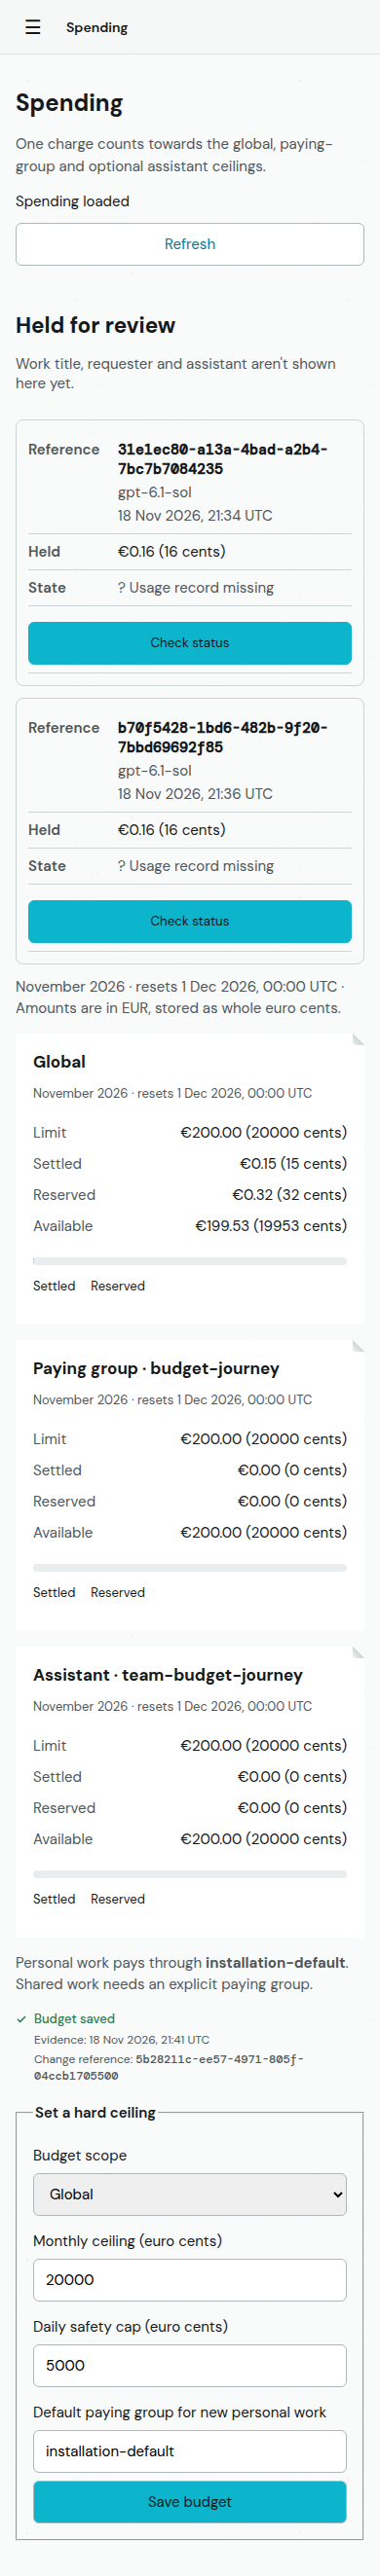 ☰ Spending
Spending
One charge counts towards the global, paying-
group and optional assistant ceilings.
Spending loaded
Refresh
Held for review
Work title, requester and assistant aren't shown
here yet.
Reference 31e1ec80-a13a-4bad-a2b4-
7bc7b7084235
gpt-6.1-sol
18 Nov 2026, 21:34 UTC
Held €0.16 (16 cents)
State ? Usage record missing
Check status
Reference b70f5428-1bd6-482b-9f20-
7bbd69692f85
gpt-6.1-sol
18 Nov 2026, 21:36 UTC
Held €0.16 (16 cents)
State ? Usage record missing
Check status
November 2026 · resets 1 Dec 2026, 00:00 UTC ·
Amounts are in EUR, stored as whole euro cents.
Global
November 2026 · resets 1 Dec 2026, 00:00 UTC
Limit €200.00 (20000 cents)
Settled €0.15 (15 cents)
Reserved €0.32 (32 cents)
Available €199.53 (19953 cents)
Settled Reserved
Paying group · budget-journey
November 2026 · resets 1 Dec 2026, 00:00 UTC
Limit €200.00 (20000 cents)
Settled €0.00 (0 cents)
Reserved €0.00 (0 cents)
Available €200.00 (20000 cents)
Settled Reserved
Assistant · team-budget-journey
November 2026 · resets 1 Dec 2026, 00:00 UTC
Limit €200.00 (20000 cents)
Settled €0.00 (0 cents)
Reserved €0.00 (0 cents)
Available €200.00 (20000 cents)
Settled Reserved
Personal work pays through installation-default.
Shared work needs an explicit paying group.
✓ Budget saved
Evidence: 18 Nov 2026, 21:41 UTC
Change reference: 5b28211c-ee57-4971-805f-
04ccb1705500
Set a hard ceiling
Budget scope
Global
Monthly ceiling (euro cents)
20000
Daily safety cap (euro cents)
5000
Default paying group for new personal work
installation-default
Save budget